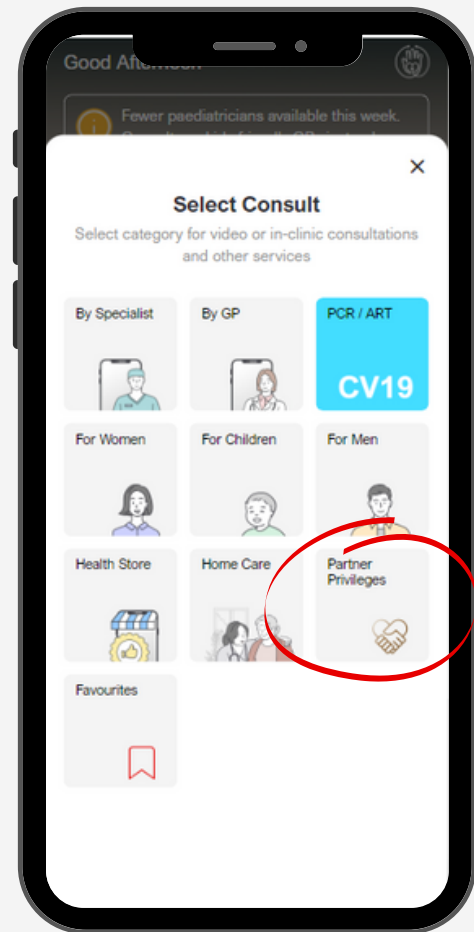 Good Afternoon
Fewer paediatricians available this week.
Select Consult
Select category for video or in-clinic consultations
and other services
By Specialist
By GP
PCR / ART
CV19
For Women
For Children
For Men
Health Store
Home Care
Partner
Privileges
Favourites